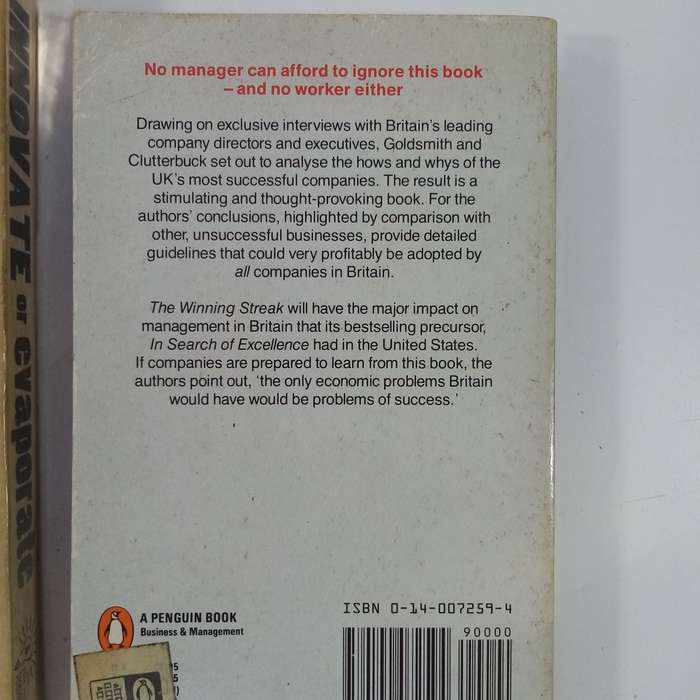 INNOVATE or evaporate
No manager can afford to ignore this book
– and no worker either
Drawing on exclusive interviews with Britain's leading
company directors and executives, Goldsmith and
Clutterbuck set out to analyse the hows and whys of the
UK's most successful companies. The result is a
stimulating and thought-provoking book. For the
authors' conclusions, highlighted by comparison with
other, unsuccessful businesses, provide detailed
guidelines that could very profitably be adopted by
all companies in Britain.
The Winning Streak will have the major impact on
management in Britain that its bestselling precursor,
In Search of Excellence had in the United States.
If companies are prepared to learn from this book, the
authors point out, 'the only economic problems Britain
would have would be problems of success.'
ISBN 0-14-007259-4
A PENGUIN BOOK
Business & Management
90000